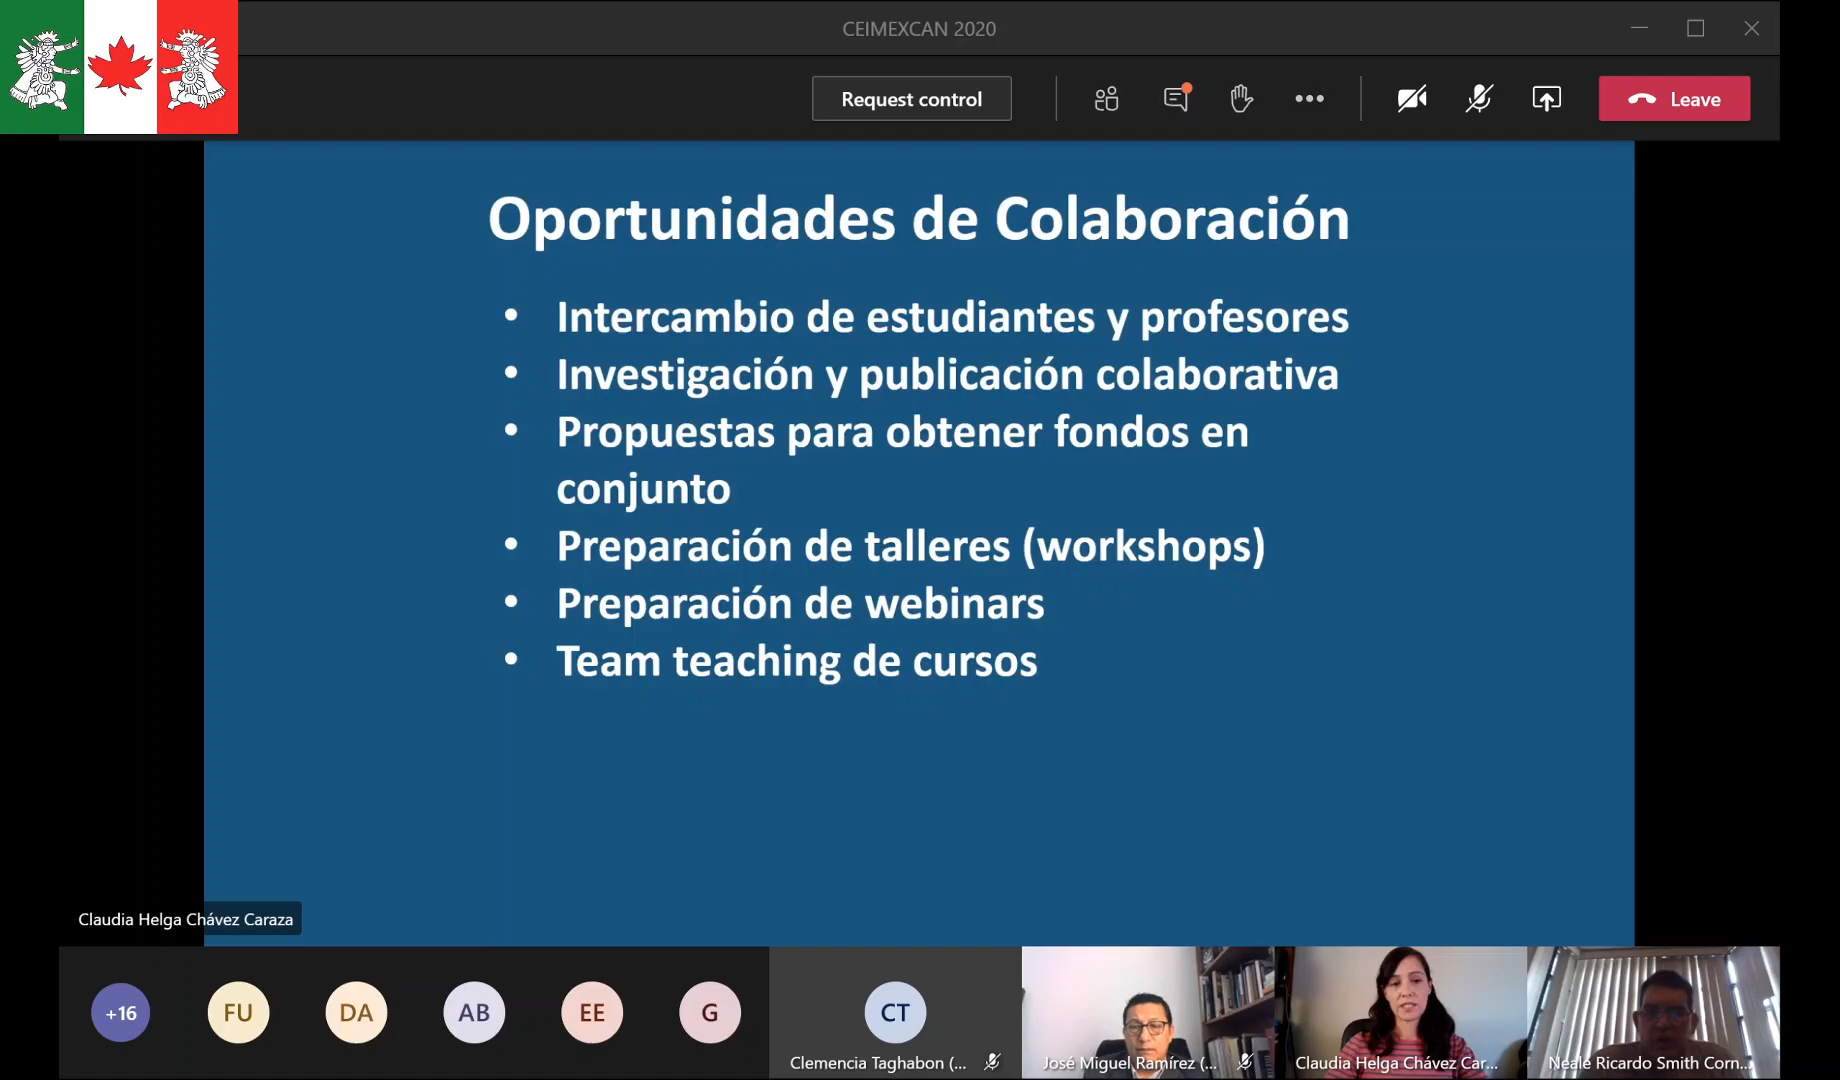 CEIMEXCAN 2020
Request control
Leave
Oportunidades de Colaboración
• Intercambio de estudiantes y profesores
• Investigación y publicación colaborativa
• Propuestas para obtener fondos en
conjunto
• Preparación de talleres (workshops)
• Preparación de webinars
• Team teaching de cursos
Claudia Helga Chávez Caraza
+16
FU
DA
AB
EE
G
CT
Clemencia Taghabon (...
José Miguel Ramírez (...
Claudia Helga Chávez Car...
Neale Ricardo Smith Corn...